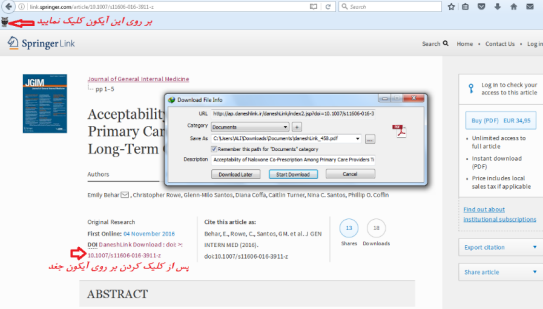 link.springer.com/article/10.1007/s11606-016-3911-z
Search
بر روی این آیکون کلیک نمایید
Springer Link
Search Home • Contact Us • Log in
JGIM
Journal of General Internal Medicine
pp 1–5
Acceptability
Primary Car
Long-Term
Authors
Emily Behar, Christopher Rowe, Glenn-Milo Santos, Diana Coffa, Caitlin Turner, Nina C. Santos, Phillip O. Coffin
Download File Info
URL http://ap.daneshlink.ir/daneshLink/index2.jsp?doi=10.1007/s11606-016-3
Category Documents
Save As C:\Users\ALI\Downloads\Documents\daneshLink_459.pdf
Remember this path for "Documents" category
Description Acceptability of Naloxone Co-Prescription Among Primary Care Providers Tr
Download Later Start Download Cancel
Log in to check your access to this article
Buy (PDF) EUR 34,95
Unlimited access to full article
Instant download (PDF)
Price includes local sales tax if applicable
Find out about institutional subscriptions
Export citation
Share article
Original Research
First Online: 04 November 2016
DOI DaneshLink Download : doi >:
10.1007/s11606-016-3911-z
پس از کلیک کردن بر روی آیکون جغد
Cite this article as:
Behar, E., Rowe, C., Santos, GM. et al. J GEN INTERN MED (2016).
doi:10.1007/s11606-016-3911-z
13 Shares
Downloads
ABSTRACT